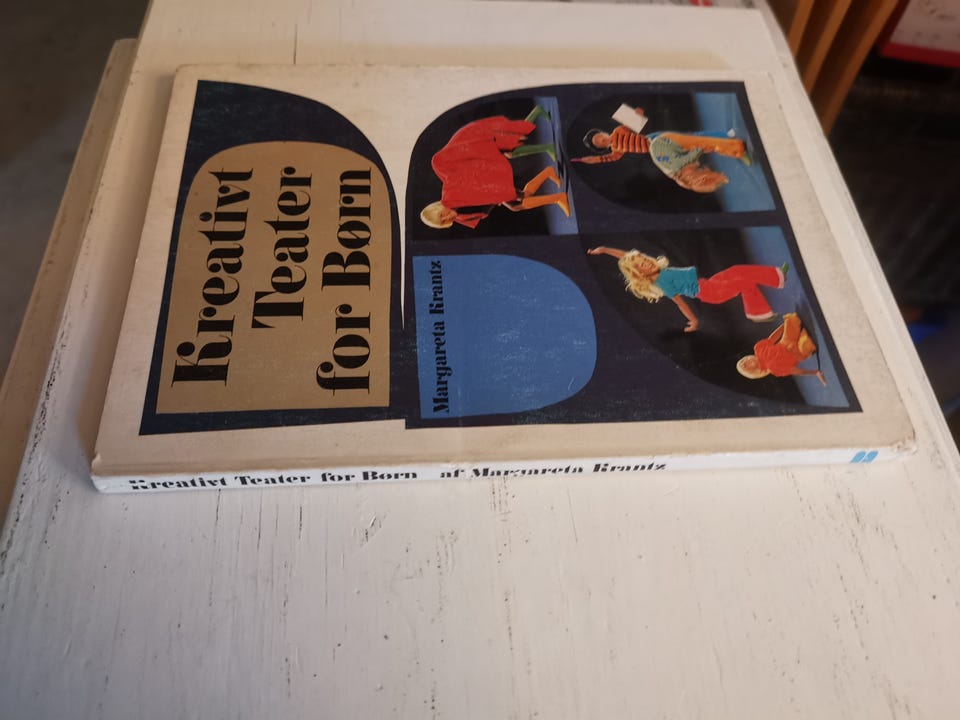 Kreativt
Teater
for Børn
Margareta Krantz
Kreativt Teater for Børn af Margareta Krantz